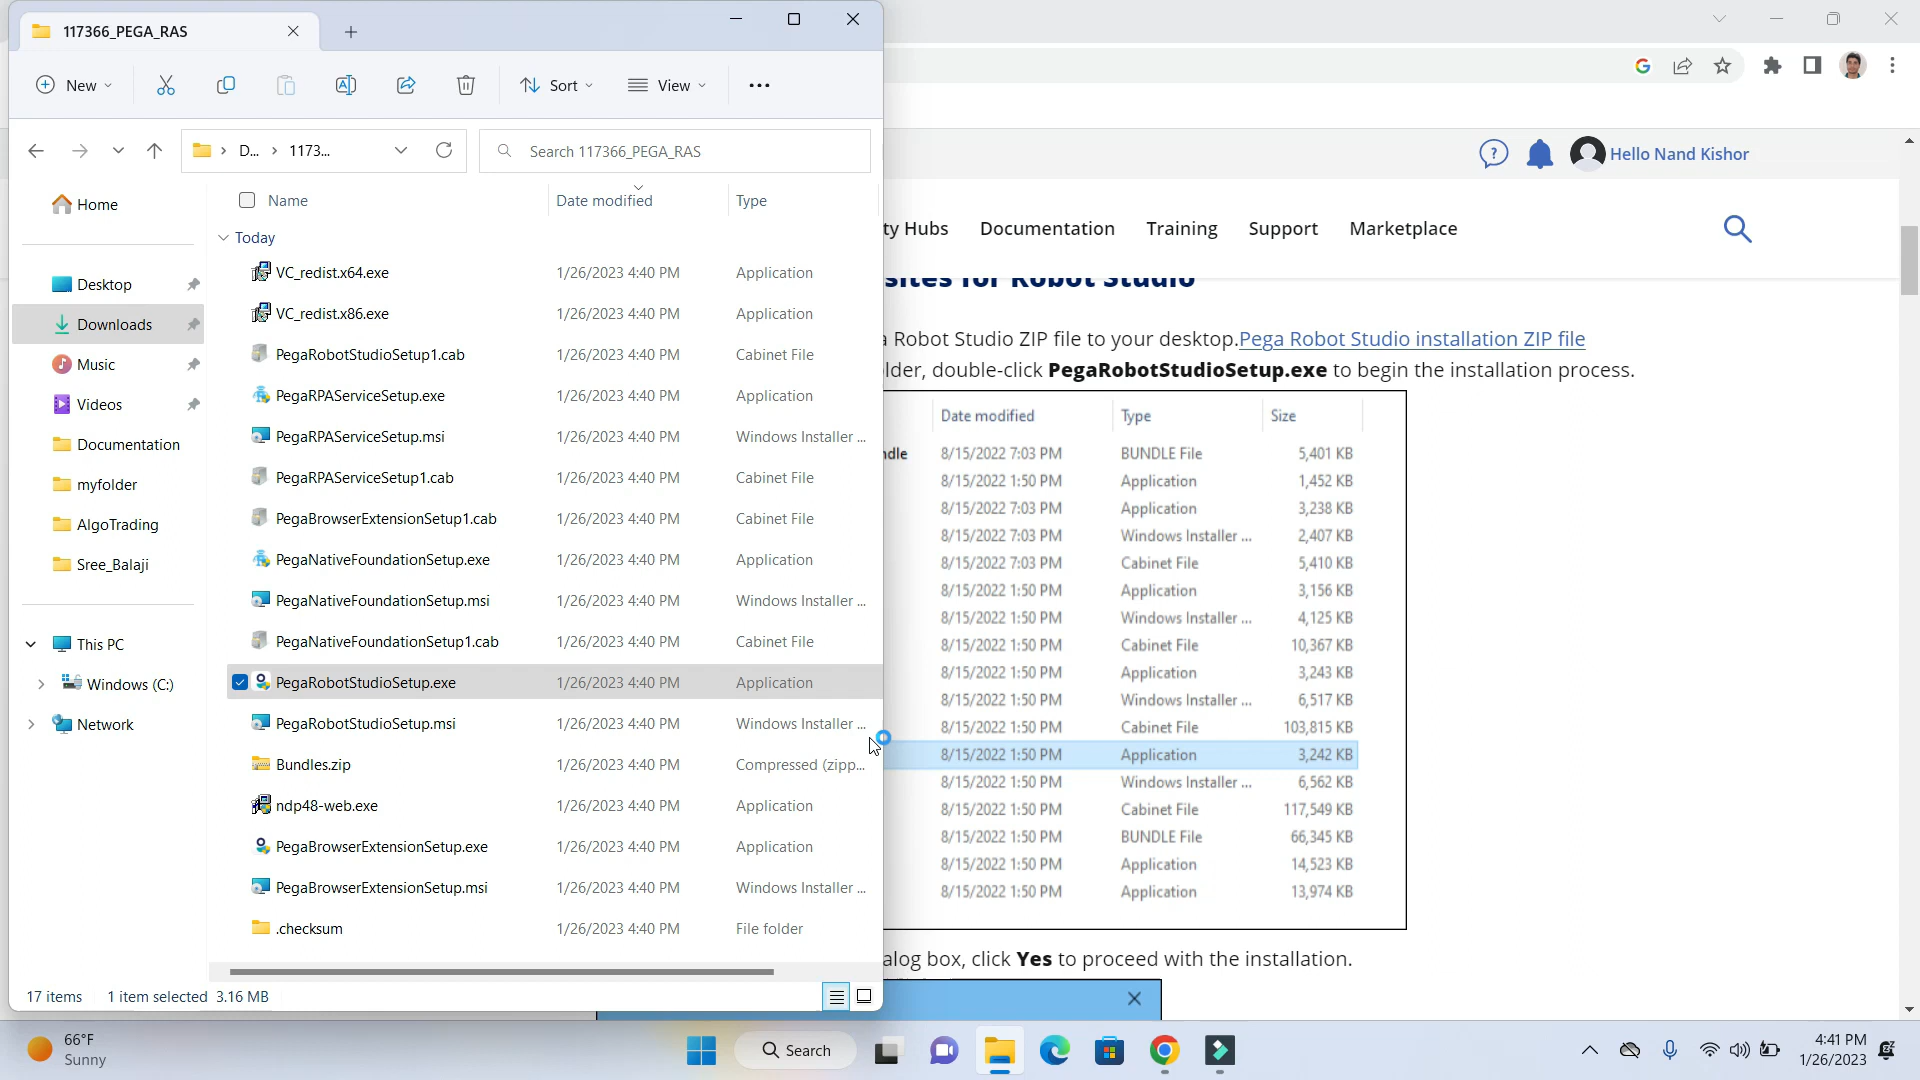 117366_PEGA_RAS
New
Sort
View
D...
1173...
Search 117366_PEGA_RAS
Home
Desktop
Downloads
Music
Videos
Documentation
myfolder
AlgoTrading
Sree_Balaji
This PC
Windows (C:)
Network
Name Date modified Type
Today
VC_redist.x64.exe 1/26/2023 4:40 PM Application
VC_redist.x86.exe 1/26/2023 4:40 PM Application
PegaRobotStudioSetup1.cab 1/26/2023 4:40 PM Cabinet File
PegaRPAServiceSetup.exe 1/26/2023 4:40 PM Application
PegaRPAServiceSetup.msi 1/26/2023 4:40 PM Windows Installer ...
PegaRPAServiceSetup1.cab 1/26/2023 4:40 PM Cabinet File
PegaBrowserExtensionSetup1.cab 1/26/2023 4:40 PM Cabinet File
PegaNativeFoundationSetup.exe 1/26/2023 4:40 PM Application
PegaNativeFoundationSetup.msi 1/26/2023 4:40 PM Windows Installer ...
PegaNativeFoundationSetup1.cab 1/26/2023 4:40 PM Cabinet File
PegaRobotStudioSetup.exe 1/26/2023 4:40 PM Application
PegaRobotStudioSetup.msi 1/26/2023 4:40 PM Windows Installer ...
Bundles.zip 1/26/2023 4:40 PM Compressed (zipp...
ndp48-web.exe 1/26/2023 4:40 PM Application
PegaBrowserExtensionSetup.exe 1/26/2023 4:40 PM Application
PegaBrowserExtensionSetup.msi 1/26/2023 4:40 PM Windows Installer ...
.checksum 1/26/2023 4:40 PM File folder
17 items 1 item selected 3.16 MB
Hello Nand Kishor
ty Hubs Documentation Training Support Marketplace
sites for Robot Studio
a Robot Studio ZIP file to your desktop.Pega Robot Studio installation ZIP file
lder, double-click PegaRobotStudioSetup.exe to begin the installation process.
Date modified Type Size
ndle 8/15/2022 7:03 PM BUNDLE File 5,401 KB
8/15/2022 1:50 PM Application 1,452 KB
8/15/2022 7:03 PM Application 3,238 KB
8/15/2022 7:03 PM Windows Installer ... 2,407 KB
8/15/2022 7:03 PM Cabinet File 5,410 KB
8/15/2022 1:50 PM Application 3,156 KB
8/15/2022 1:50 PM Windows Installer ... 4,125 KB
8/15/2022 1:50 PM Cabinet File 10,367 KB
8/15/2022 1:50 PM Application 3,243 KB
8/15/2022 1:50 PM Windows Installer ... 6,517 KB
8/15/2022 1:50 PM Cabinet File 103,815 KB
8/15/2022 1:50 PM Application 3,242 KB
8/15/2022 1:50 PM Windows Installer ... 6,562 KB
8/15/2022 1:50 PM Cabinet File 117,549 KB
8/15/2022 1:50 PM BUNDLE File 66,345 KB
8/15/2022 1:50 PM Application 14,523 KB
8/15/2022 1:50 PM Application 13,974 KB
alog box, click Yes to proceed with the installation.
66°F
Sunny
Search
4:41 PM
1/26/2023